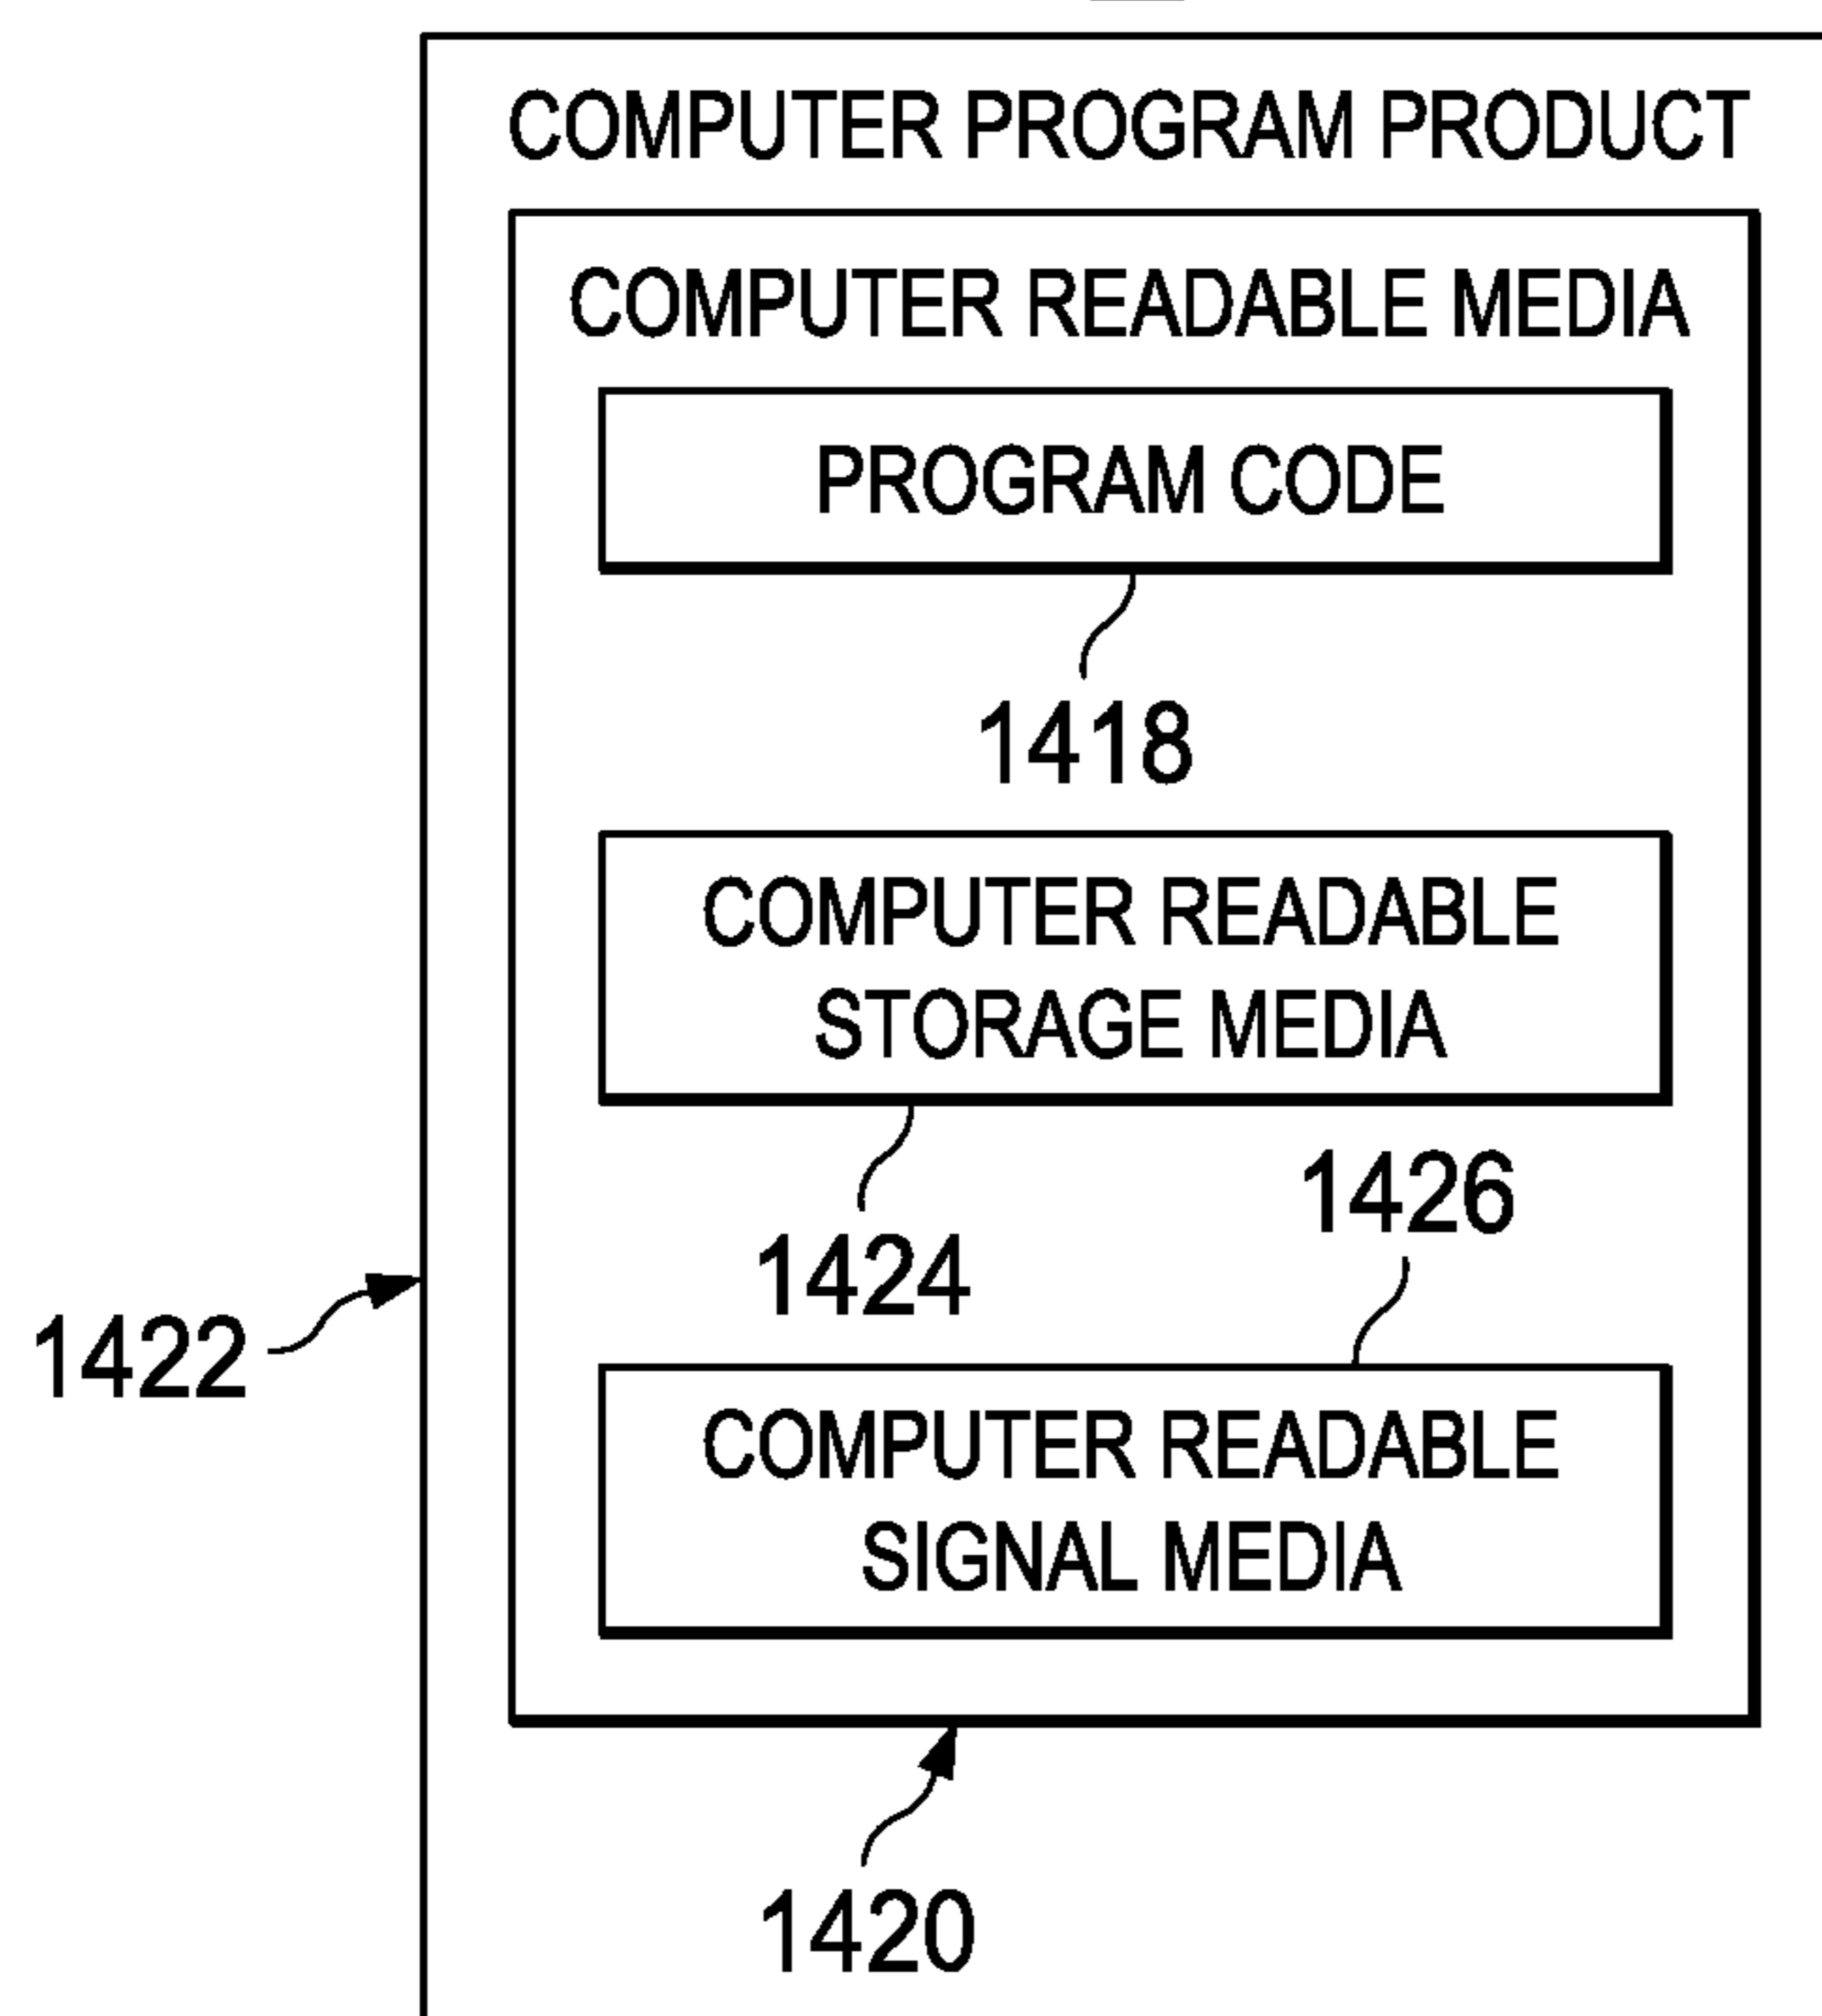 COMPUTER PROGRAM PRODUCT
COMPUTER READABLE MEDIA
PROGRAM CODE
1418
COMPUTER READABLE
STORAGE MEDIA
1424
1426
1422
COMPUTER READABLE
SIGNAL MEDIA
1420